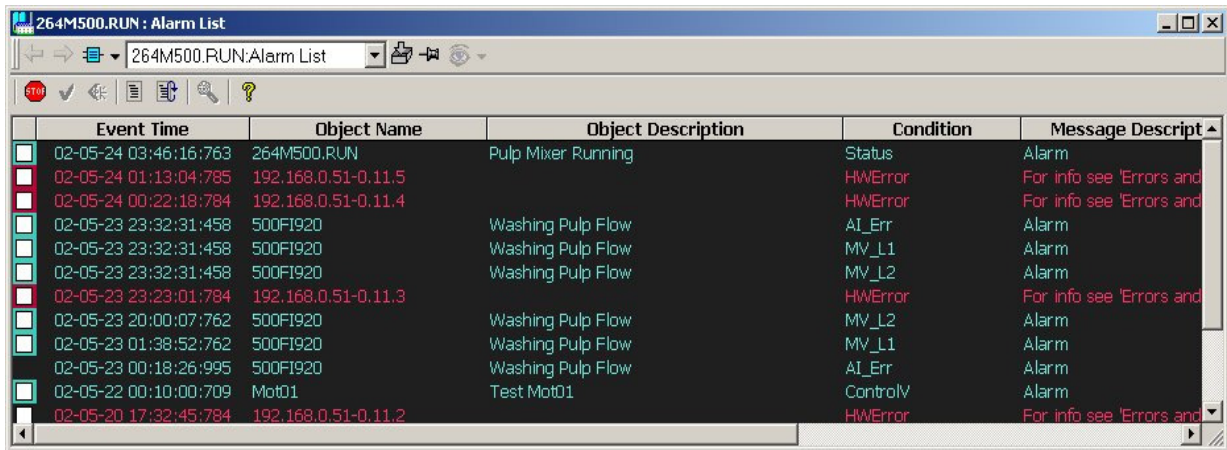 264M500.RUN : Alarm List
264M500.RUN:Alarm List
STOP
Event Time Object Name Object Description Condition Message Descript
02-05-24 03:46:16:763 264M500.RUN Pulp Mixer Running Status Alarm
02-05-24 01:13:04:785 192.168.0.51-0.11.5 HWError For info see 'Errors and
02-05-24 00:22:18:784 192.168.0.51-0.11.4 HWError For info see 'Errors and
02-05-23 23:32:31:458 500FI920 Washing Pulp Flow AI_Err Alarm
02-05-23 23:32:31:458 500FI920 Washing Pulp Flow MV_L1 Alarm
02-05-23 23:32:31:458 500FI920 Washing Pulp Flow MV_L2 Alarm
02-05-23 23:23:01:784 192.168.0.51-0.11.3 HWError For info see 'Errors and
02-05-23 20:00:07:762 500FI920 Washing Pulp Flow MV_L2 Alarm
02-05-23 01:38:52:762 500FI920 Washing Pulp Flow MV_L1 Alarm
02-05-23 00:18:26:995 500FI920 Washing Pulp Flow AI_Err Alarm
02-05-22 00:10:00:709 Mot01 Test Mot01 ControlV Alarm
02-05-20 17:32:45:784 192.168.0.51-0.11.2 HWError For info see 'Errors and